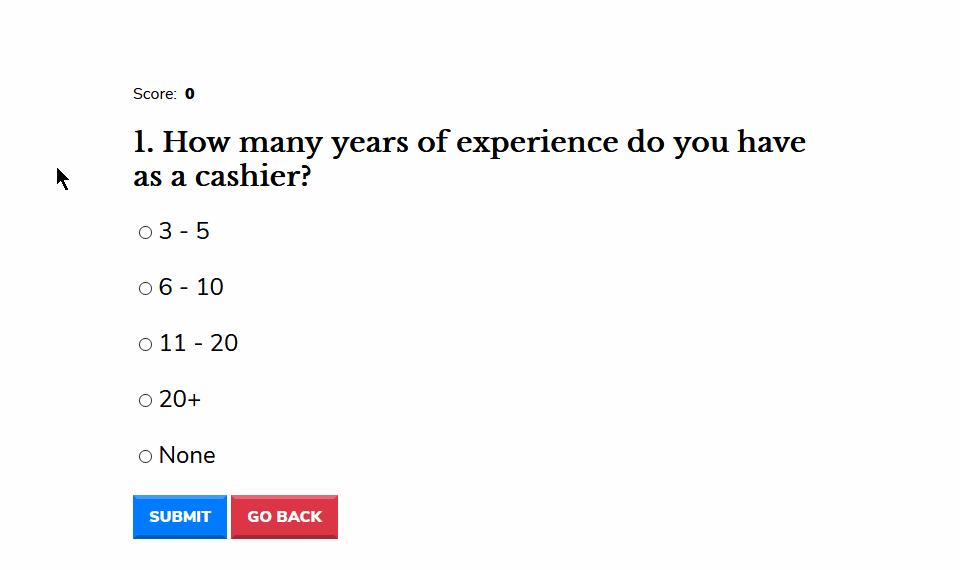 Score: 0
1. How many years of experience do you have
as a cashier?
3 - 5
6 - 10
11 - 20
20+
None
SUBMIT GO BACK